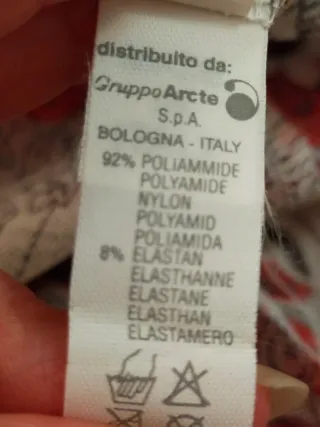 distribuito da:
GruppoArcte
S.p.A.
BOLOGNA - ITALY
92% POLIAMMIDE
POLYAMIDE
NYLON
POLYAMID
POLIAMIDA
8% ELASTAN
ELASTHANNE
ELASTANE
ELASTHAN
ELASTAMERO